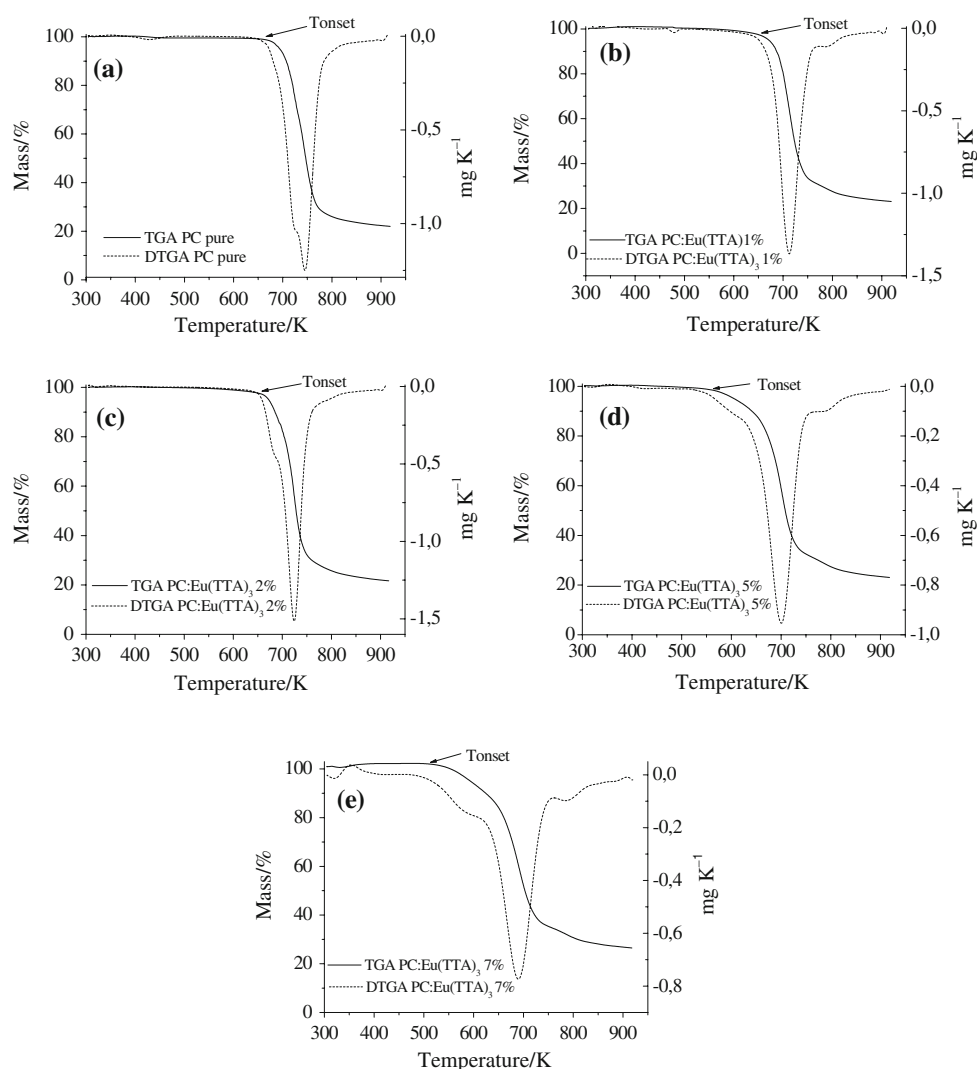 Tonset
100
80
60
40
20
0
0,0
-0,5
-1,0
(a)
Mass/%
mg K⁻¹
TGA PC pure
DTGA PC pure
300 400 500 600 700 800 900
Temperature/K
Tonset
100
80
60
40
20
0
0,0
-0,5
-1,0
-1,5
(b)
Mass/%
mg K⁻¹
TGA PC:Eu(TTA)1%
DTGA PC:Eu(TTA)₃ 1%
300 400 500 600 700 800 900
Temperature/K
Tonset
100
80
60
40
20
0
0,0
-0,5
-1,0
-1,5
(c)
Mass/%
mg K⁻¹
TGA PC:Eu(TTA)₃ 2%
DTGA PC:Eu(TTA)₃ 2%
300 400 500 600 700 800 900
Temperature/K
Tonset
100
80
60
40
20
0
0,0
-0,2
-0,4
-0,6
-0,8
-1,0
(d)
Mass/%
mg K⁻¹
TGA PC:Eu(TTA)₃ 5%
DTGA PC:Eu(TTA)₃ 5%
300 400 500 600 700 800 900
Temperature/K
Tonset
100
80
60
40
20
0
0,0
-0,2
-0,4
-0,6
-0,8
(e)
Mass/%
mg K⁻¹
TGA PC:Eu(TTA)₃ 7%
DTGA PC:Eu(TTA)₃ 7%
300 400 500 600 700 800 900
Temperature/K